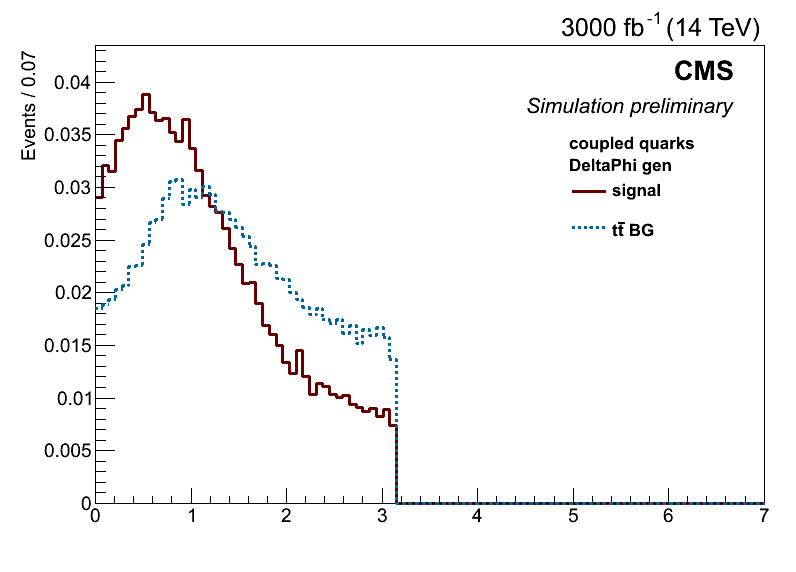 3000 fb⁻¹ (14 TeV)
Events / 0.07
CMS
Simulation preliminary
coupled quarks
DeltaPhi gen
signal
tt̄ BG
0.04
0.035
0.03
0.025
0.02
0.015
0.01
0.005
0
0 1 2 3 4 5 6 7